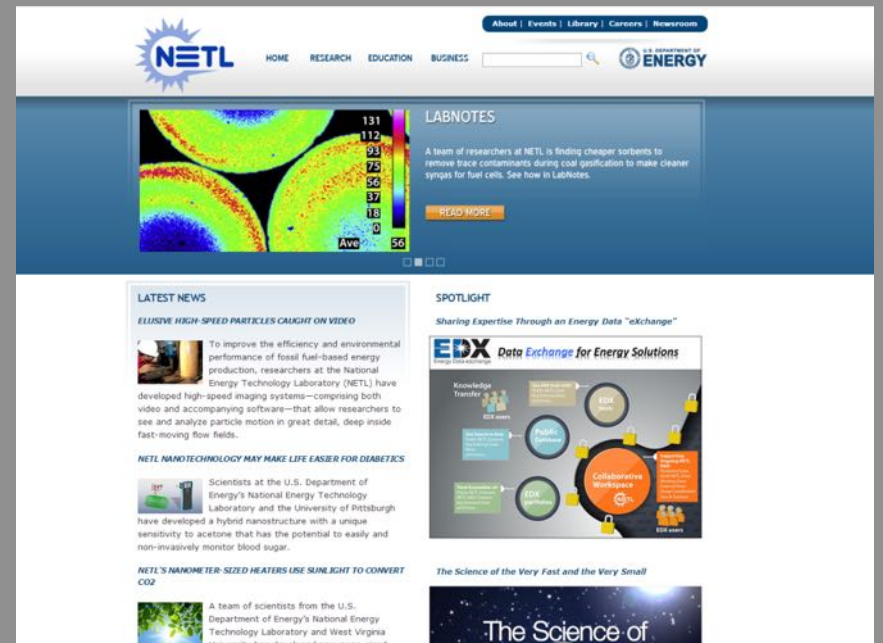 About | Events | Library | Careers | Newsroom
NETL
HOME RESEARCH EDUCATION BUSINESS
U.S. DEPARTMENT OF
ENERGY
131
112
93
75
56
37
18
0
Ave 56
LABNOTES
A team of researchers at NETL is finding cheaper sorbents to
remove trace contaminants during coal gasification to make cleaner
syngas for fuel cells. See how in LabNotes.
READ MORE
LATEST NEWS
ELUSIVE HIGH-SPEED PARTICLES CAUGHT ON VIDEO
To improve the efficiency and environmental
performance of fossil fuel-based energy
production, researchers at the National
Energy Technology Laboratory (NETL) have
developed high-speed imaging systems—comprising both
video and accompanying software—that allow researchers to
see and analyze particle motion in great detail, deep inside
fast-moving flow fields.
NETL NANOTECHNOLOGY MAY MAKE LIFE EASIER FOR DIABETICS
Scientists at the U.S. Department of
Energy's National Energy Technology
Laboratory and the University of Pittsburgh
have developed a hybrid nanostructure with a unique
sensitivity to acetone that has the potential to easily and
non-invasively monitor blood sugar.
NETL'S NANOMETER-SIZED HEATERS USE SUNLIGHT TO CONVERT
CO2
A team of scientists from the U.S.
Department of Energy's National Energy
Technology Laboratory and West Virginia
SPOTLIGHT
Sharing Expertise Through an Energy Data "eXchange"
EDX Data Exchange for Energy Solutions
Energy Data eXchange
Knowledge
Transfer
EDX users
EDX
Public
Database
Collaborative
Workspace
NETL
EDX
portfolios
EDX users
The Science of the Very Fast and the Very Small
The Science of